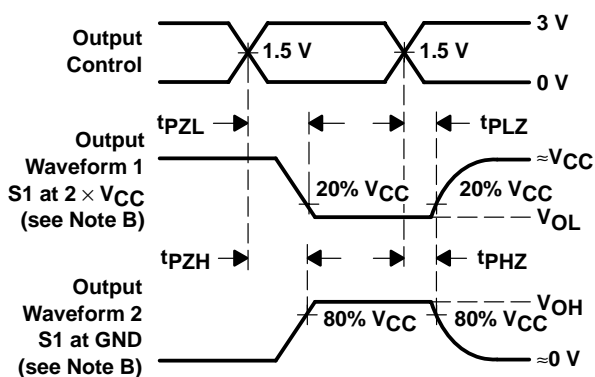 3 V
Output
Control
1.5 V 1.5 V
0 V
tPZL tPLZ
Output
Waveform 1
S1 at 2 × VCC
(see Note B)
≈VCC
20% VCC 20% VCC
VOL
tPZH tPHZ
Output
Waveform 2
S1 at GND
(see Note B)
VOH
80% VCC 80% VCC
≈0 V